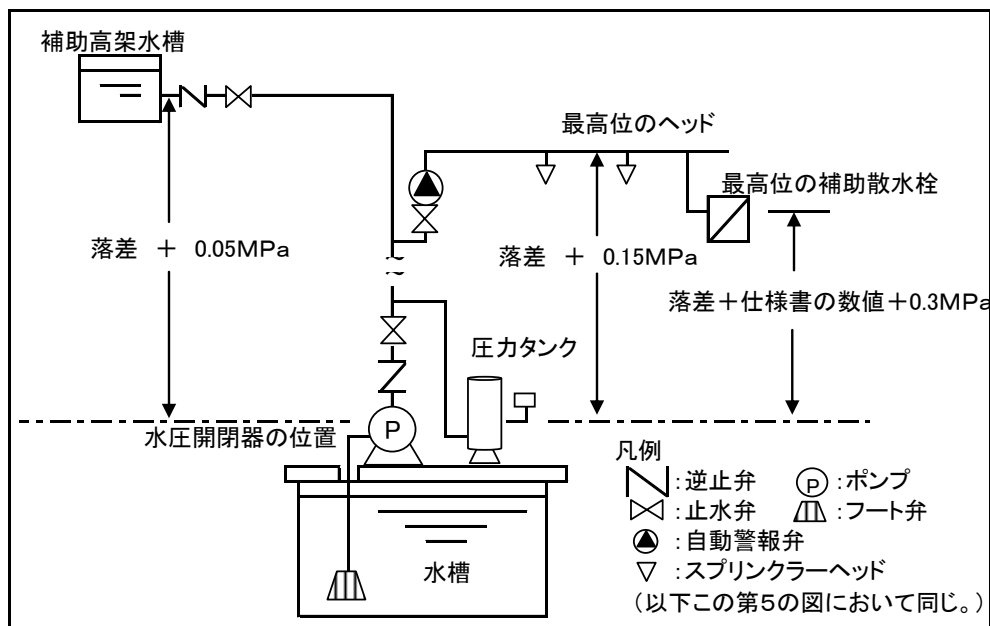 補助高架水槽
最高位のヘッド
最高位の補助散水栓
落差 + 0.05MPa
落差 + 0.15MPa
落差+仕様書の数値+0.3MPa
圧力タンク
水圧開閉器の位置
P
水槽
凡例
:逆止弁 P :ポンプ
:止水弁 :フート弁
:自動警報弁
:スプリンクラーヘッド
(以下この第5の図において同じ。)